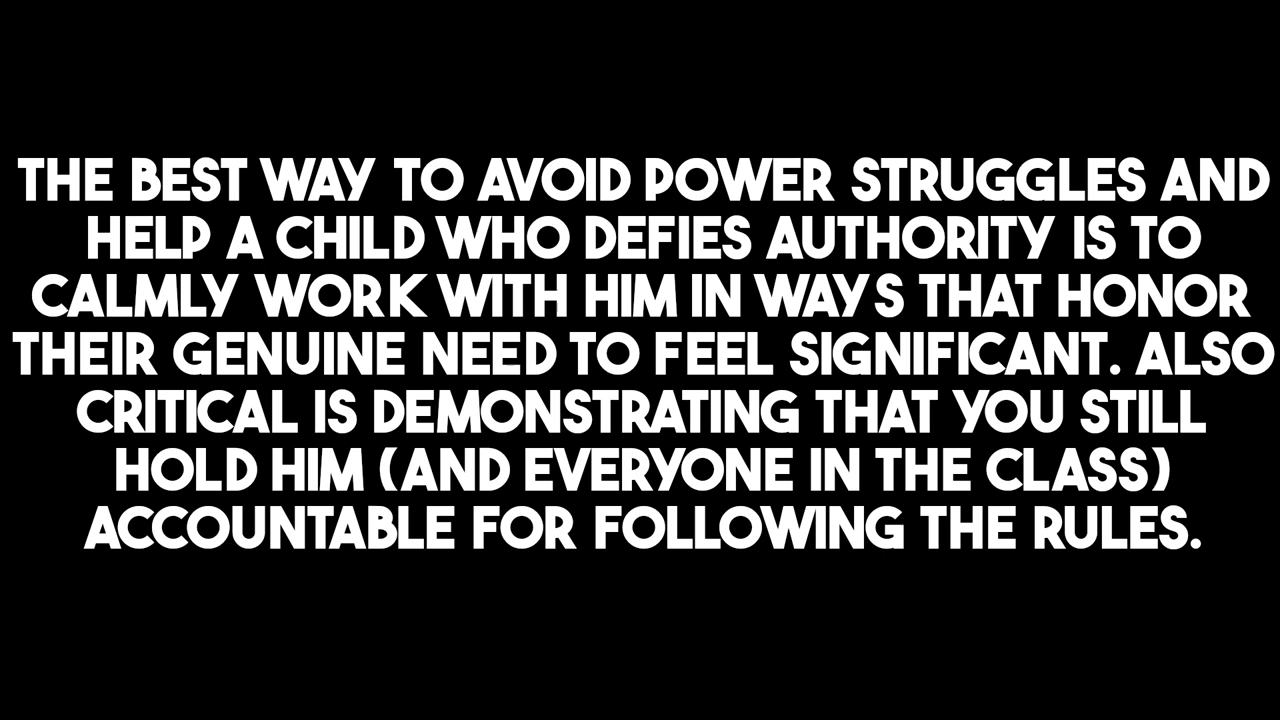 THE BEST WAY TO AVOID POWER STRUGGLES AND
HELP A CHILD WHO DEFIES AUTHORITY IS TO
CALMLY WORK WITH HIM IN WAYS THAT HONOR
THEIR GENUINE NEED TO FEEL SIGNIFICANT. ALSO
CRITICAL IS DEMONSTRATING THAT YOU STILL
HOLD HIM (AND EVERYONE IN THE CLASS)
ACCOUNTABLE FOR FOLLOWING THE RULES.